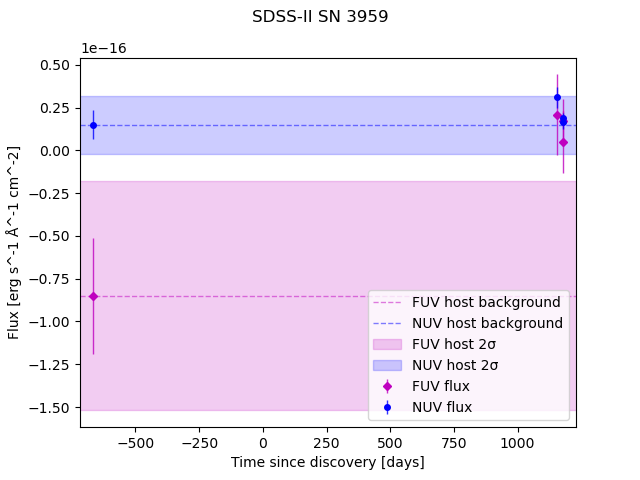 SDSS-II SN 3959
1e−16
0.50
0.25
0.00
−0.25
−0.50
−0.75
−1.00
−1.25
−1.50
Flux [erg s^-1 Å^-1 cm^-2]
FUV host background
NUV host background
FUV host 2σ
NUV host 2σ
FUV flux
NUV flux
−500 −250 0 250 500 750 1000
Time since discovery [days]